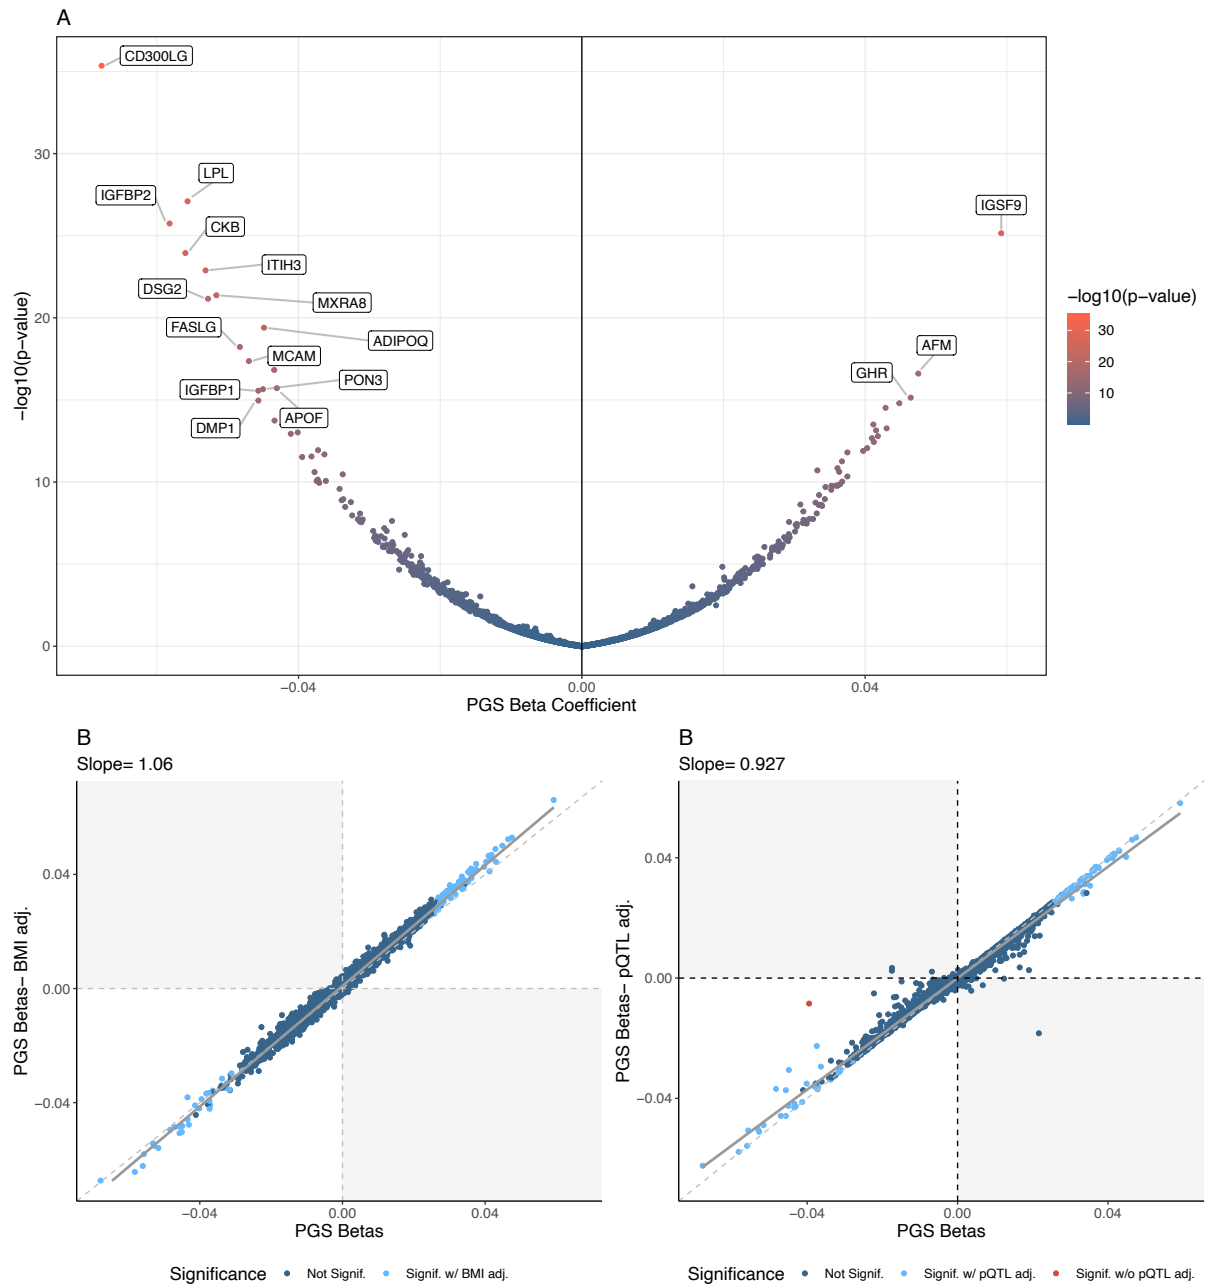 A
CD300LG
LPL
IGFBP2
CKB
IGSF9
ITIH3
DSG2
MXRA8
FASLG
ADIPOQ
MCAM
AFM
GHR
IGFBP1
PON3
APOF
DMP1
30
20
10
0
−log10(p−value)
−0.04
0.00
0.04
PGS Beta Coefficient
−log10(p−value)
30
20
10
B
Slope= 1.06
0.04
0.00
−0.04
PGS Betas− BMI adj.
−0.04
0.00
0.04
PGS Betas
Significance
Not Signif.
Signif. w/ BMI adj.
B
Slope= 0.927
0.04
0.00
−0.04
PGS Betas− pQTL adj.
−0.04
0.00
0.04
PGS Betas
Significance
Not Signif.
Signif. w/ pQTL adj.
Signif. w/o pQTL adj.